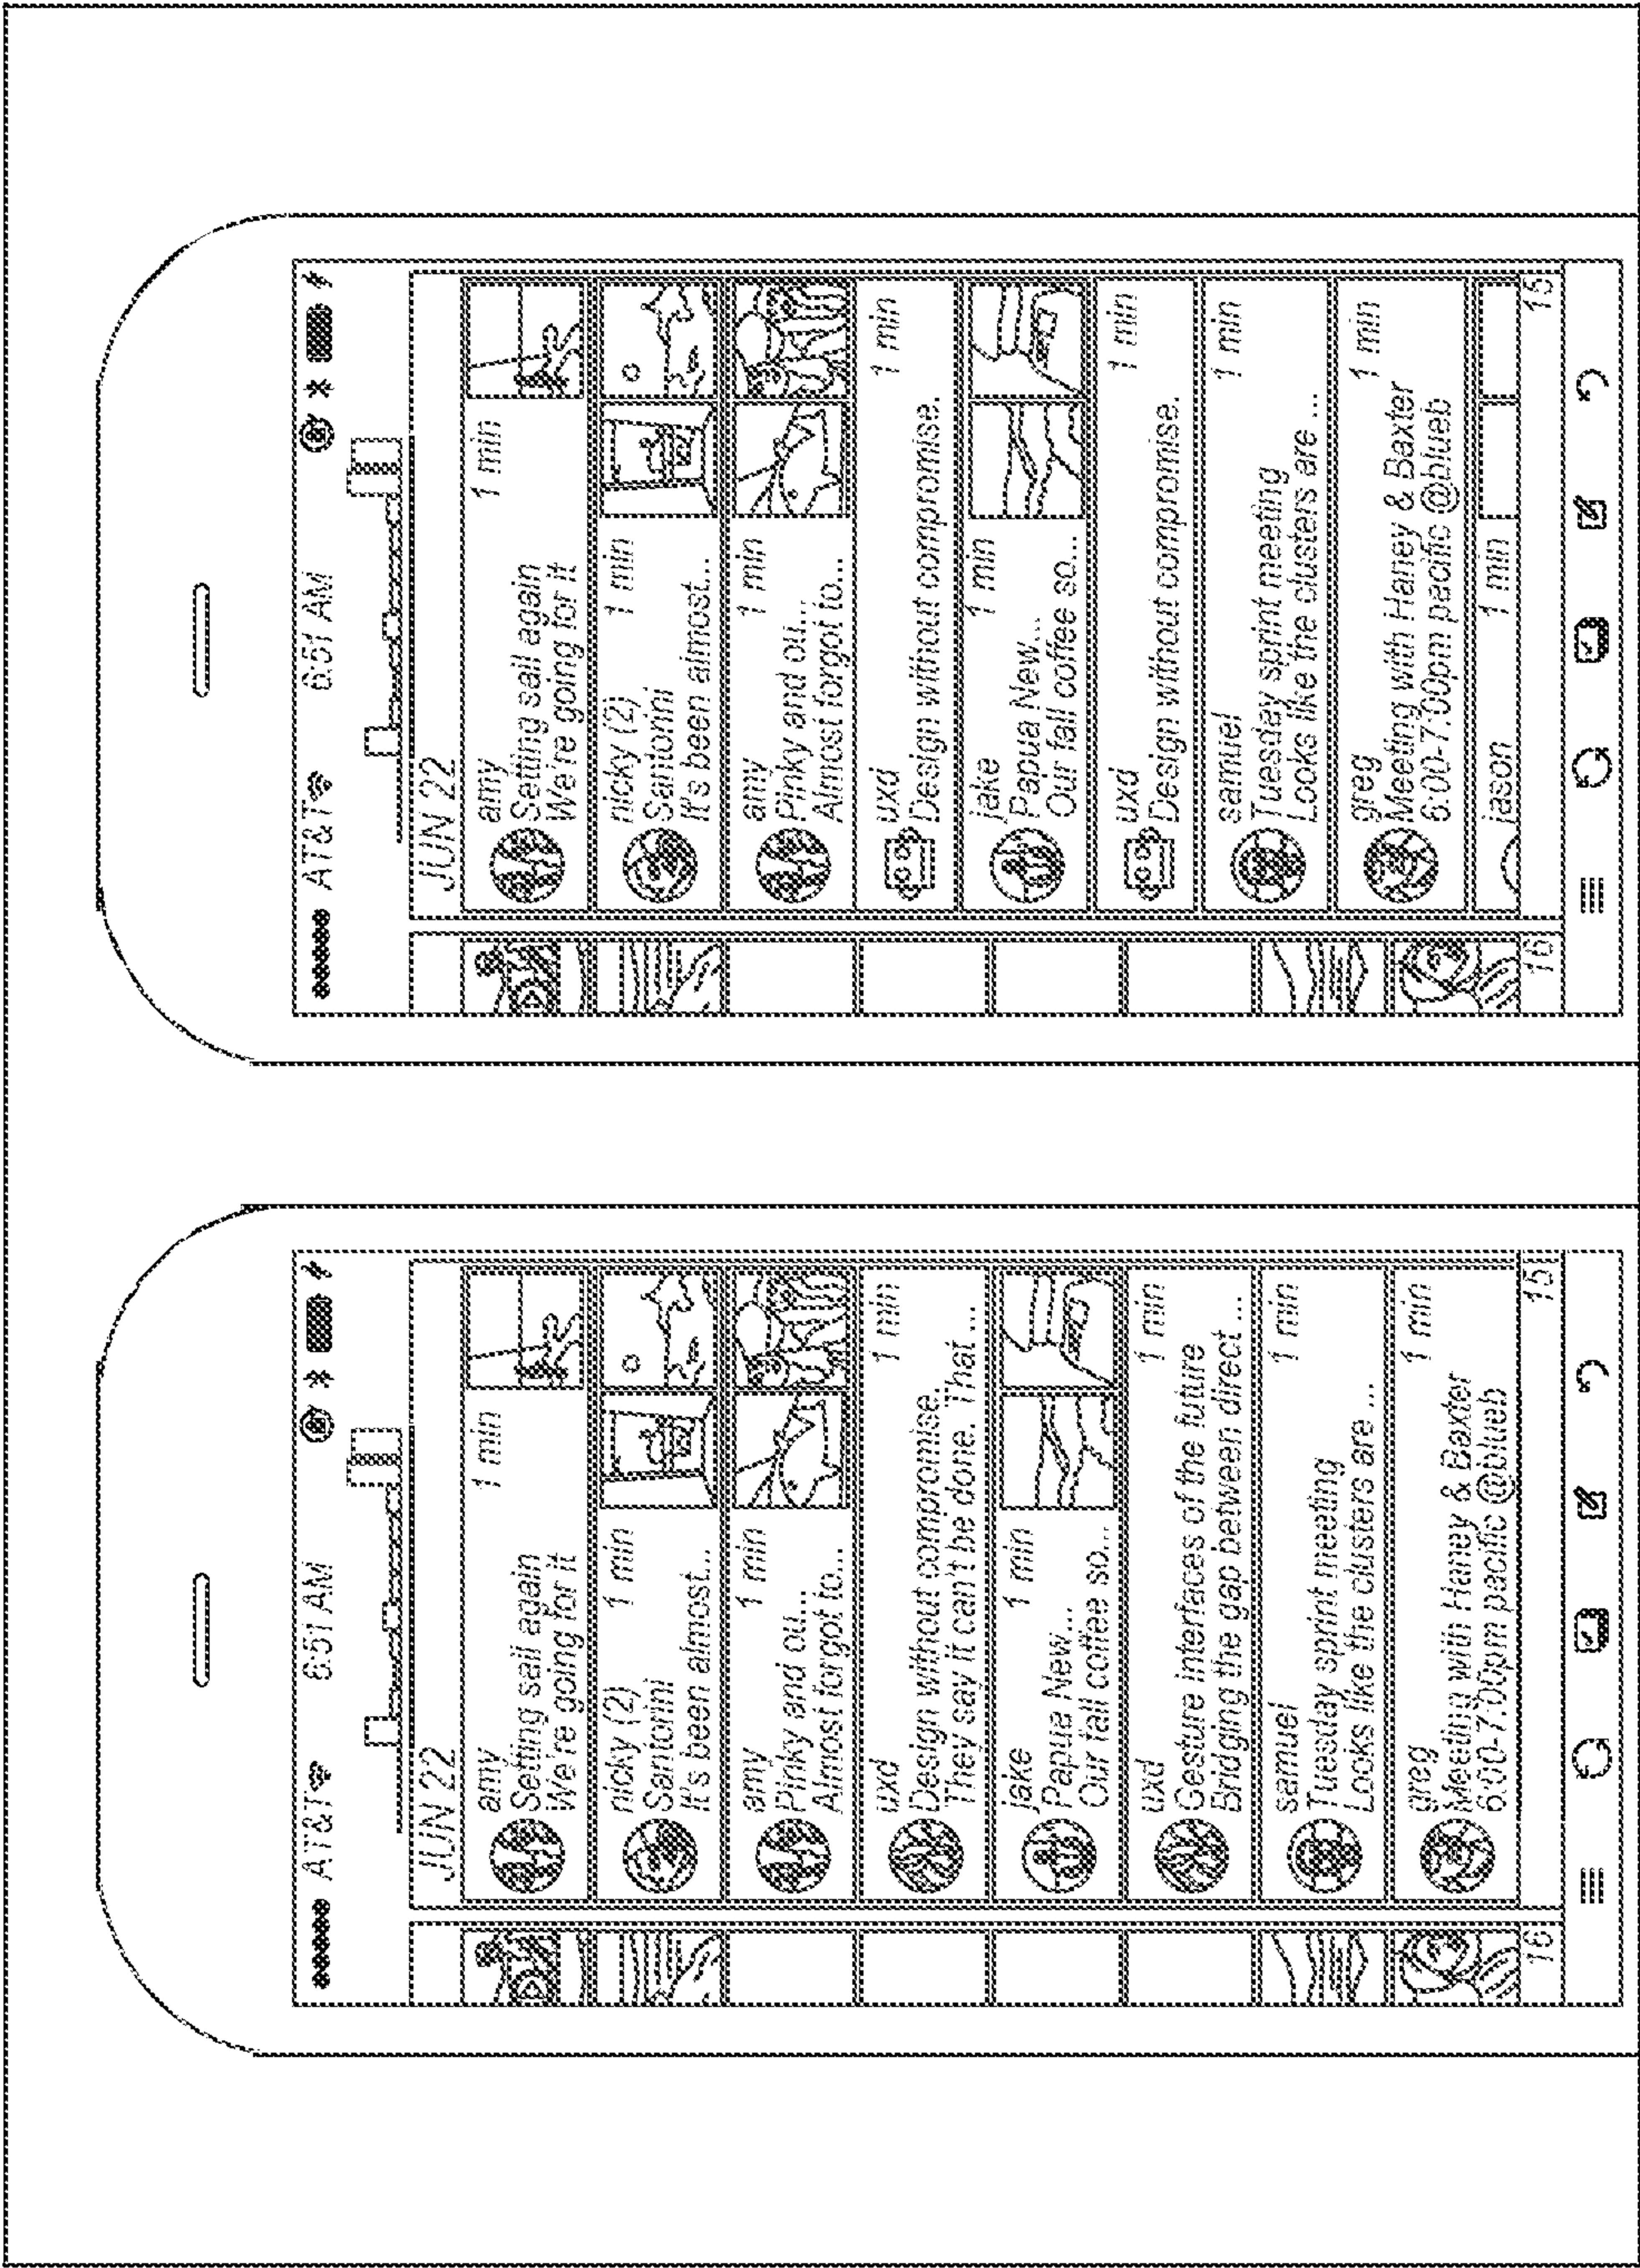 AT&T 6:51 AM
JUN 22
amy 1 min
Setting sail again
We're going for it
nicky (2) 1 min
Santorini
It's been almost...
amy 1 min
Pinky and ou...
Almost forgot to...
uxd 1 min
Design without compromise.
They say it can't be done. That ...
jake 1 min
Papue New...
Our fall coffee so...
uxd 1 min
Gesture interfaces of the future
Bridging the gap between direct ...
samuel 1 min
Tuesday sprint meeting
Looks like the clusters are ...
greg 1 min
Meeting with Haney & Baxter
6:00-7:00pm pacific @blueb
16 15
AT&T 6:51 AM
JUN 22
amy 1 min
Setting sail again
We're going for it
nicky (2) 1 min
Santorini
It's been almost...
amy 1 min
Pinky and ou...
Almost forgot to...
uxd 1 min
Design without compromise.
jake 1 min
Papua New...
Our fall coffee so...
uxd 1 min
Design without compromise.
samuel 1 min
Tuesday sprint meeting
Looks like the clusters are ...
greg 1 min
Meeting with Haney & Baxter
6:00-7:00pm pacific @blueb
jason 1 min
16 15